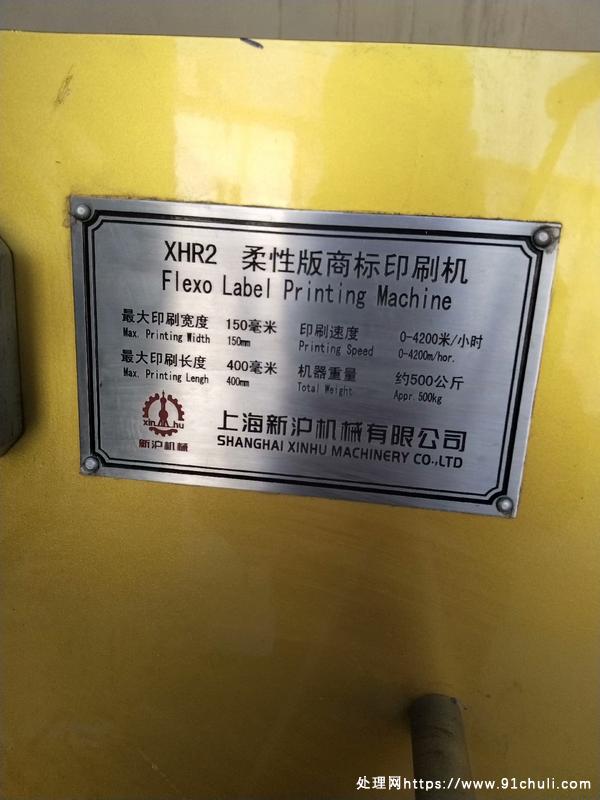 XHR2 柔性版商标印刷机
Flexo Label Printing Machine
最大印刷宽度 150毫米 印刷速度 0-4200米/小时
Max. Printing Width 150mm Printing Speed 0-4200m/hor.
最大印刷长度 400毫米 机器重量 约500公斤
Max. Printing Lengh 400mm Total Weight Appr. 500kg
xin hu
新沪机械
上海新沪机械有限公司
SHANGHAI XINHU MACHINERY CO.,LTD
处理网https://www.91chuli.com